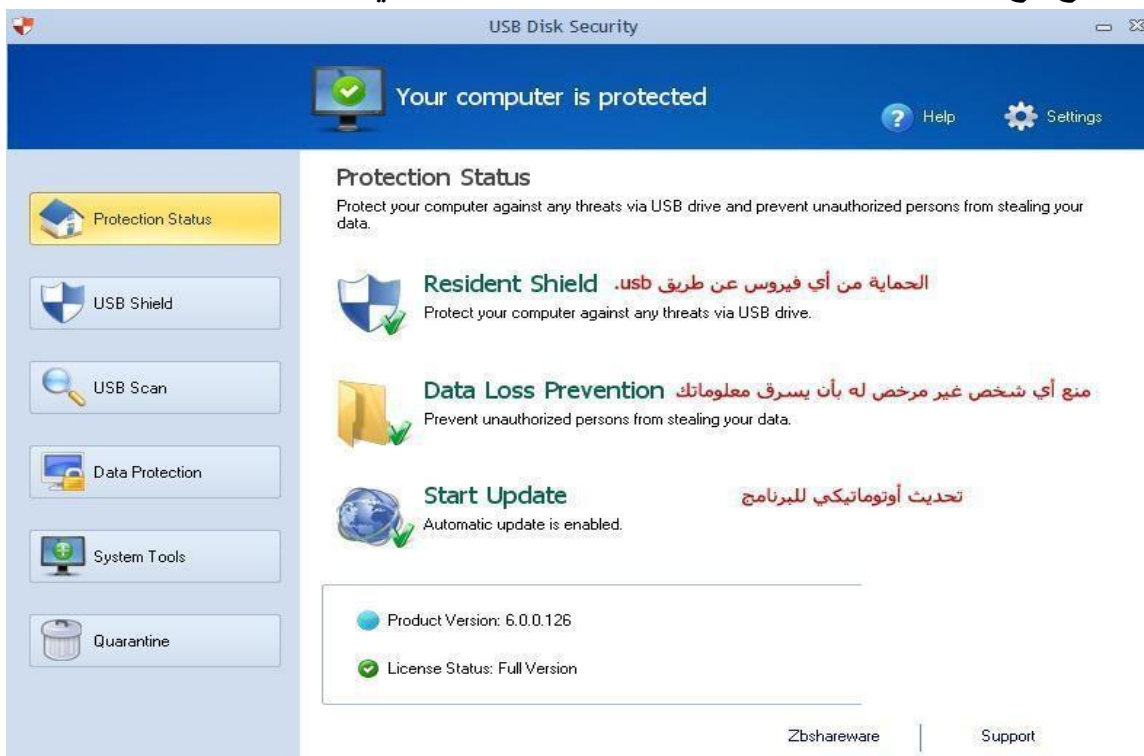 USB Disk Security
Your computer is protected
Help
Settings
Protection Status
USB Shield
USB Scan
Data Protection
System Tools
Quarantine
Protection Status
Protect your computer against any threats via USB drive and prevent unauthorized persons from stealing your
data.
Resident Shield الحماية من أي فيروس عن طريق usb.
Protect your computer against any threats via USB drive.
Data Loss Prevention منع أي شخص غير مرخص له بأن يسرق معلوماتك
Prevent unauthorized persons from stealing your data.
Start Update تحديث أوتوماتيكي للبرنامج
Automatic update is enabled.
Product Version: 6.0.0.126
License Status: Full Version
Zbshareware
Support